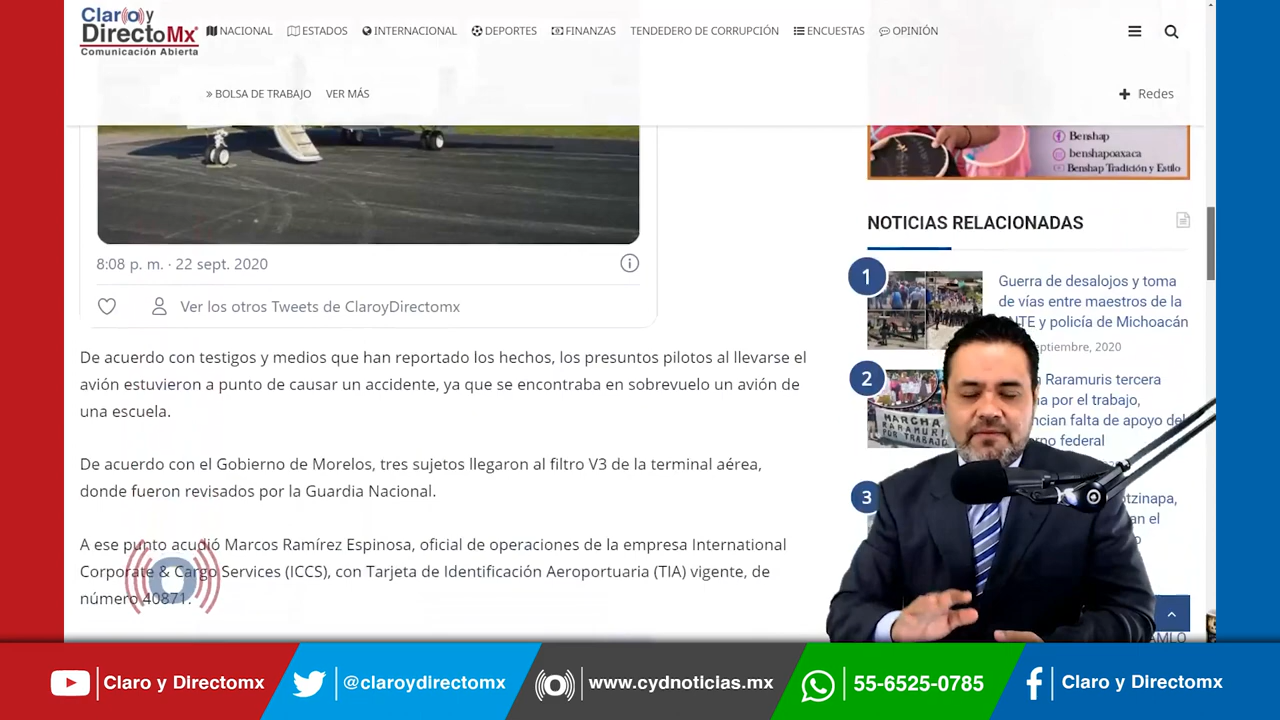 Claro y
DirectoMx
Comunicación Abierta
NACIONAL
ESTADOS
INTERNACIONAL
DEPORTES
FINANZAS
TENDEDERO DE CORRUPCIÓN
ENCUESTAS
OPINIÓN
» BOLSA DE TRABAJO
VER MÁS
+ Redes
8:08 p. m. · 22 sept. 2020
Ver los otros Tweets de ClaroyDirectomx
De acuerdo con testigos y medios que han reportado los hechos, los presuntos pilotos al llevarse el
avión estuvieron a punto de causar un accidente, ya que se encontraba en sobrevuelo un avión de
una escuela.
De acuerdo con el Gobierno de Morelos, tres sujetos llegaron al filtro V3 de la terminal aérea,
donde fueron revisados por la Guardia Nacional.
A ese punto acudió Marcos Ramírez Espinosa, oficial de operaciones de la empresa International
Corporate & Cargo Services (ICCS), con Tarjeta de Identificación Aeroportuaria (TIA) vigente, de
número 40871.
Benshap
benshapoaxaca
Benshap Tradición y Estilo
NOTICIAS RELACIONADAS
1
Guerra de desalojos y toma
de vías entre maestros de la
y policía de Michoacán
2020
2
MARCHA
RARAMURI
POR TRABAJO
Raramuris tercera
por el trabajo,
falta de apoyo del
federal
3
AMLO
Claro y Directomx
@claroydirectomx
www.cydnoticias.mx
55-6525-0785
Claro y Directomx